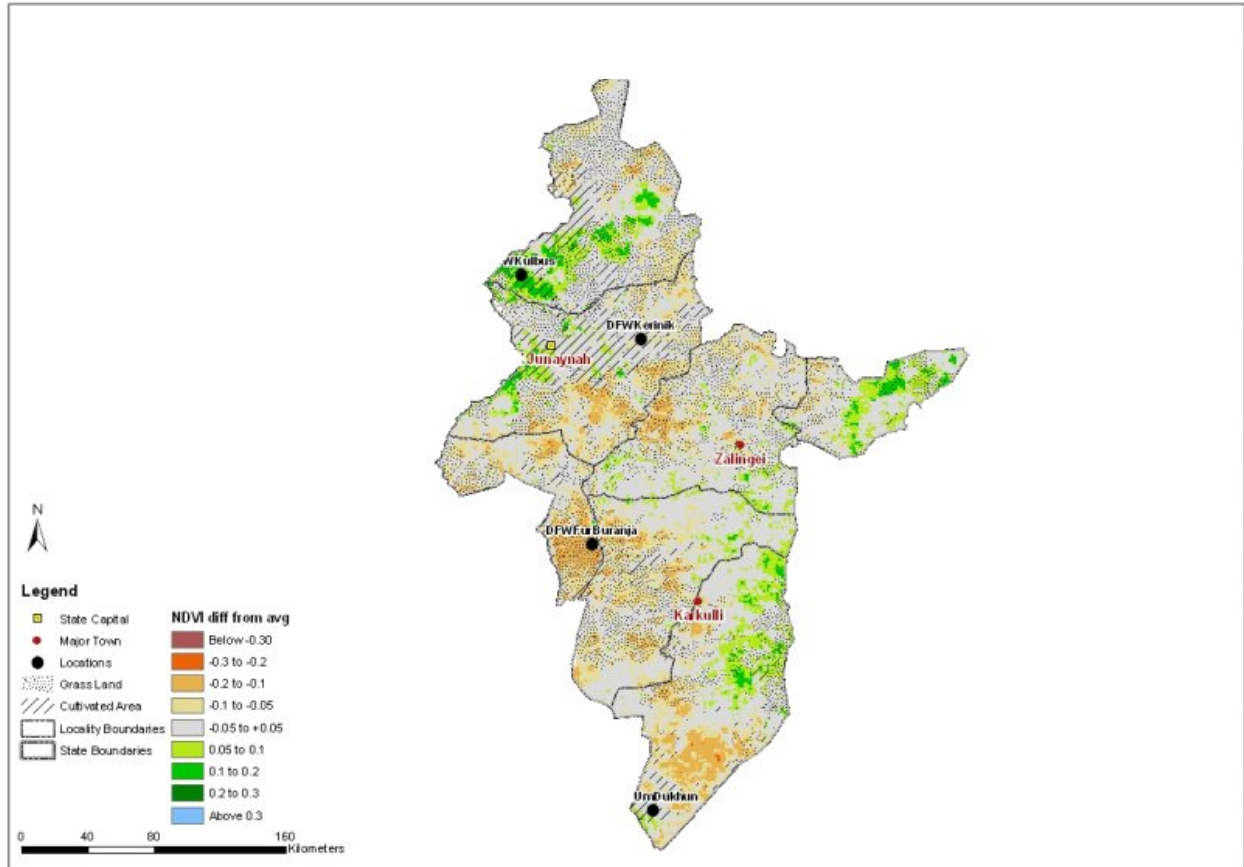 WKulbus
DFWKerinik
Junaynah
Zalingei
DFWFurBuranja
Karkulli
UmDukhun
N
Legend
State Capital
Major Town
Locations
Grass Land
Cultivated Area
Locality Boundaries
State Boundaries
NDVI diff from avg
Below -0.30
-0.3 to -0.2
-0.2 to -0.1
-0.1 to -0.05
-0.05 to +0.05
0.05 to 0.1
0.1 to 0.2
0.2 to 0.3
Above 0.3
0 40 80 160
Kilometers